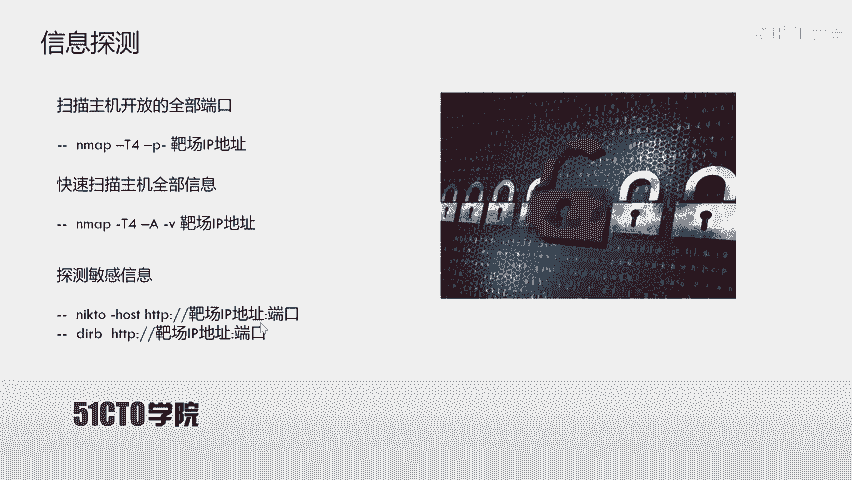 信息探测
扫描主机开放的全部端口
-- nmap –T4 –p- 靶场IP地址
快速扫描主机全部信息
-- nmap -T4 –A -v 靶场IP地址
探测敏感信息
-- nikto -host http://靶场IP地址:端口
-- dirb http://靶场IP地址:端口
51CTO学院